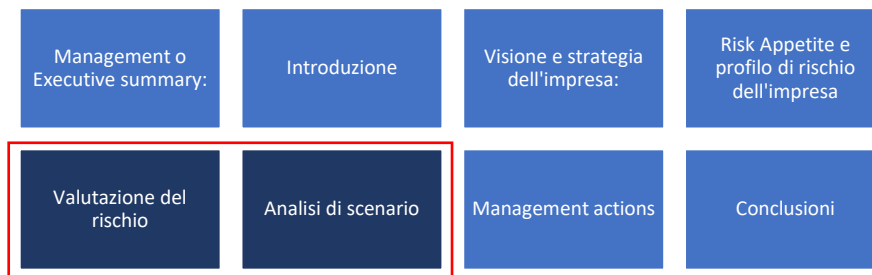 Management o
Executive summary:
Introduzione
Visione e strategia
dell'impresa:
Risk Appetite e
profilo di rischio
dell'impresa
Valutazione del
rischio
Analisi di scenario
Management actions
Conclusioni